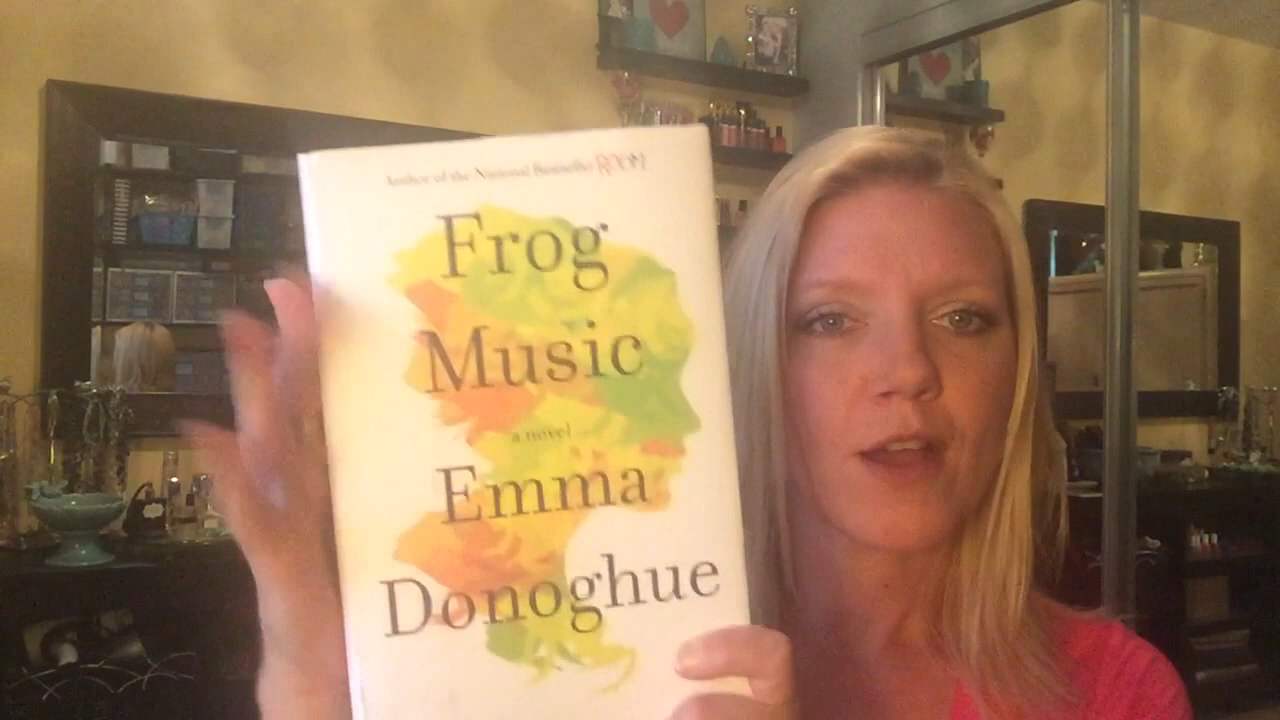 Author of the National Bestseller ROOM
Frog
Music
a novel
Emma
Donoghue